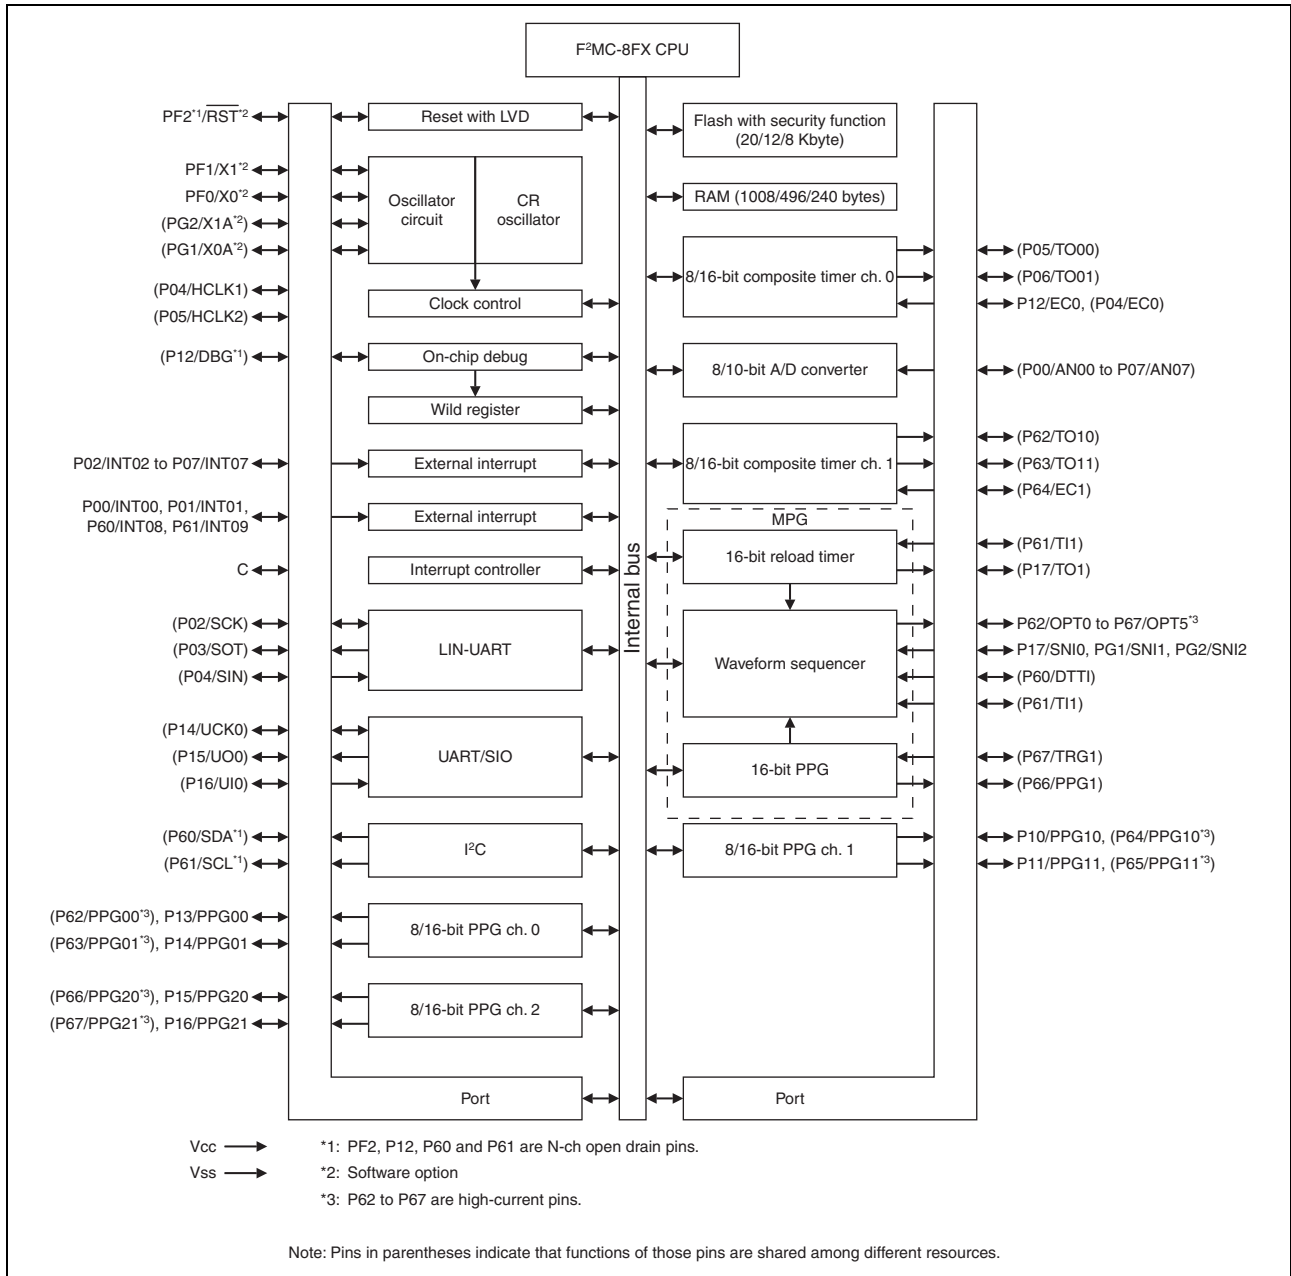 F²MC-8FX CPU
PF2*1/RST*2
PF1/X1*2
PF0/X0*2
(PG2/X1A*2)
(PG1/X0A*2)
(P04/HCLK1)
(P05/HCLK2)
(P12/DBG*1)
P02/INT02 to P07/INT07
P00/INT00, P01/INT01,
P60/INT08, P61/INT09
C
(P02/SCK)
(P03/SOT)
(P04/SIN)
(P14/UCK0)
(P15/UO0)
(P16/UI0)
(P60/SDA*1)
(P61/SCL*1)
(P62/PPG00*3), P13/PPG00
(P63/PPG01*3), P14/PPG01
(P66/PPG20*3), P15/PPG20
(P67/PPG21*3), P16/PPG21
Reset with LVD
Oscillator
circuit
CR
oscillator
Clock control
On-chip debug
Wild register
External interrupt
External interrupt
Interrupt controller
LIN-UART
UART/SIO
I²C
8/16-bit PPG ch. 0
8/16-bit PPG ch. 2
Port
Internal bus
Flash with security function
(20/12/8 Kbyte)
RAM (1008/496/240 bytes)
8/16-bit composite timer ch. 0
8/10-bit A/D converter
8/16-bit composite timer ch. 1
MPG
16-bit reload timer
Waveform sequencer
16-bit PPG
8/16-bit PPG ch. 1
Port
(P05/TO00)
(P06/TO01)
P12/EC0, (P04/EC0)
(P00/AN00 to P07/AN07)
(P62/TO10)
(P63/TO11)
(P64/EC1)
(P61/TI1)
(P17/TO1)
P62/OPT0 to P67/OPT5*3
P17/SNI0, PG1/SNI1, PG2/SNI2
(P60/DTTI)
(P61/TI1)
(P67/TRG1)
(P66/PPG1)
P10/PPG10, (P64/PPG10*3)
P11/PPG11, (P65/PPG11*3)
Vcc
Vss
*1: PF2, P12, P60 and P61 are N-ch open drain pins.
*2: Software option
*3: P62 to P67 are high-current pins.
Note: Pins in parentheses indicate that functions of those pins are shared among different resources.